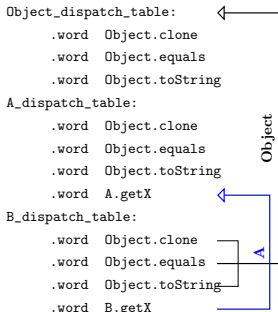 Object_dispatch_table:
.word Object.clone
.word Object.equals
.word Object.toString
A_dispatch_table:
.word Object.clone
.word Object.equals
.word Object.toString
.word A.getX
B_dispatch_table:
.word Object.clone
.word Object.equals
.word Object.toString
.word B.getX
Object
A